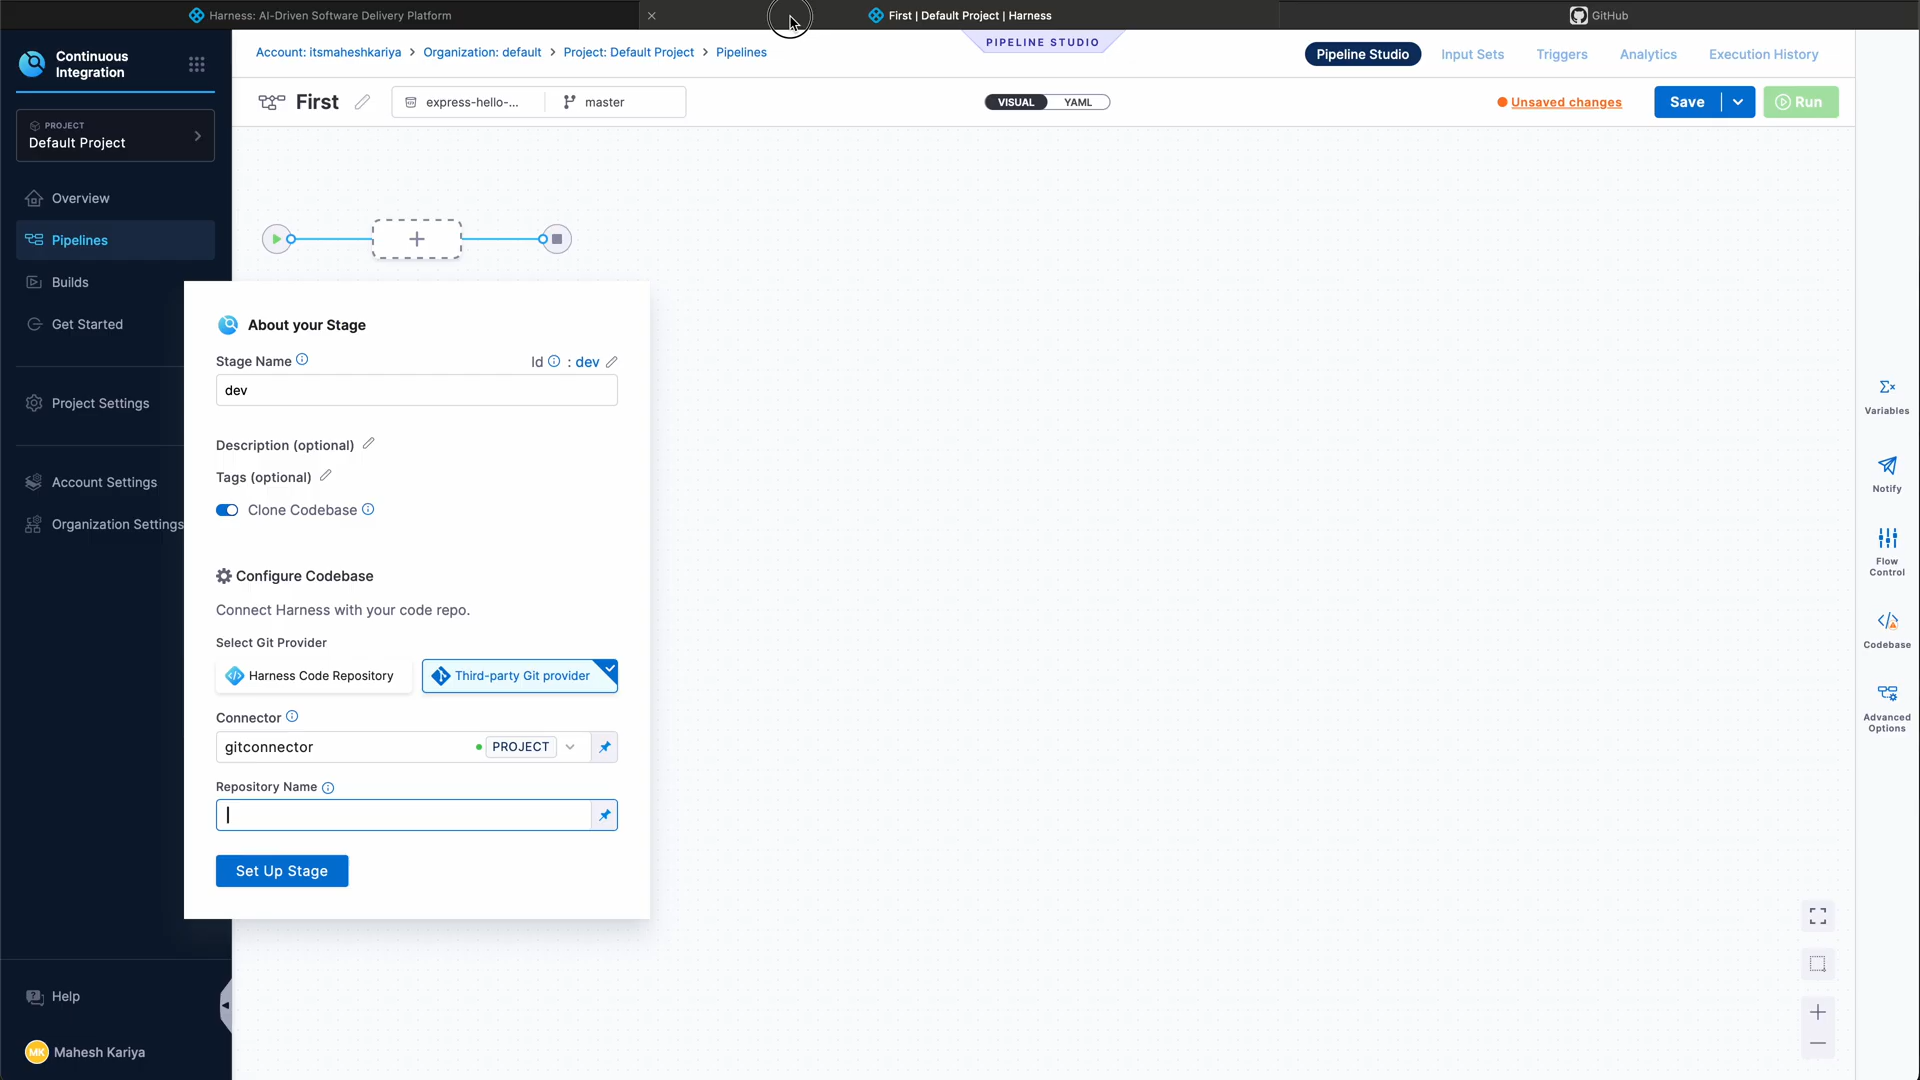 Harness: AI-Driven Software Delivery Platform
First | Default Project | Harness
GitHub
Continuous
Integration
PROJECT
Default Project
Overview
Pipelines
Builds
Get Started
Project Settings
Account Settings
Organization Settings
Help
MK
Mahesh Kariya
Account: itsmaheshkariya > Organization: default > Project: Default Project > Pipelines
PIPELINE STUDIO
Pipeline Studio
Input Sets
Triggers
Analytics
Execution History
First
express-hello-...
master
VISUAL
YAML
Unsaved changes
Save
Run
About your Stage
Stage Name
Id : dev
dev
Description (optional)
Tags (optional)
Clone Codebase
Configure Codebase
Connect Harness with your code repo.
Select Git Provider
Harness Code Repository
Third-party Git provider
Connector
gitconnector
PROJECT
Repository Name
Set Up Stage
Variables
Notify
Flow
Control
Codebase
Advanced
Options